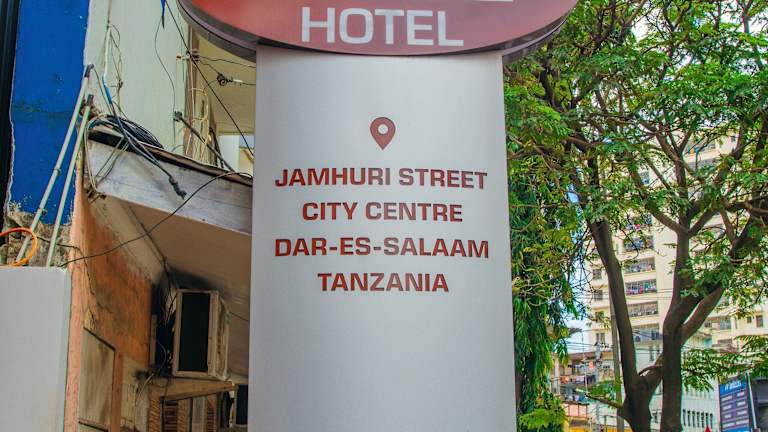 HOTEL
JAMHURI STREET
CITY CENTRE
DAR-ES-SALAAM
TANZANIA